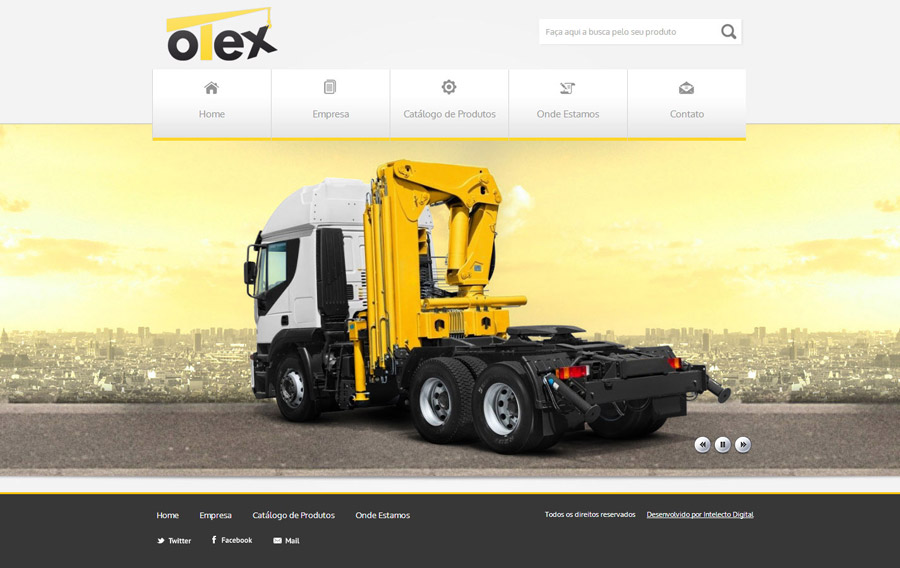 oTex
Faça aqui a busca pelo seu produto
Home
Empresa
Catálogo de Produtos
Onde Estamos
Contato
Home Empresa Catálogo de Produtos Onde Estamos
Todos os direitos reservados Desenvolvido por Intelecto Digital
Twitter Facebook Mail